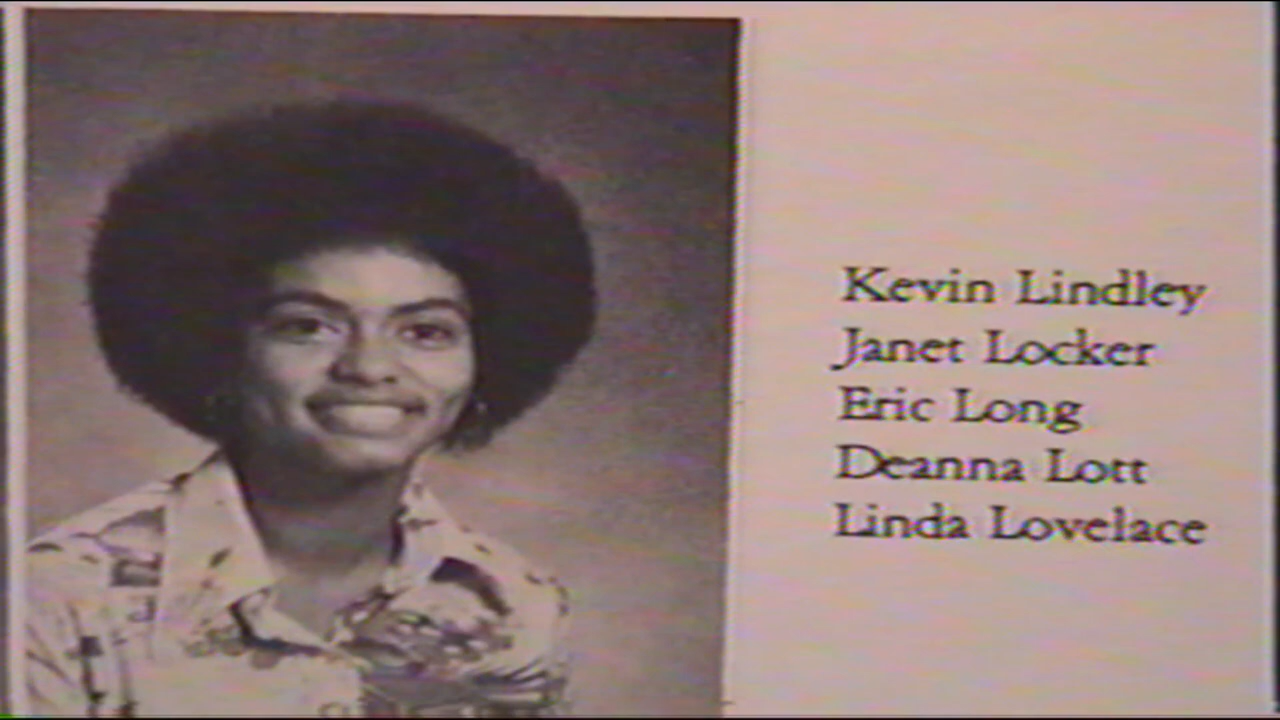 Kevin Lindley
Janet Locker
Eric Long
Deanna Lott
Linda Lovelace